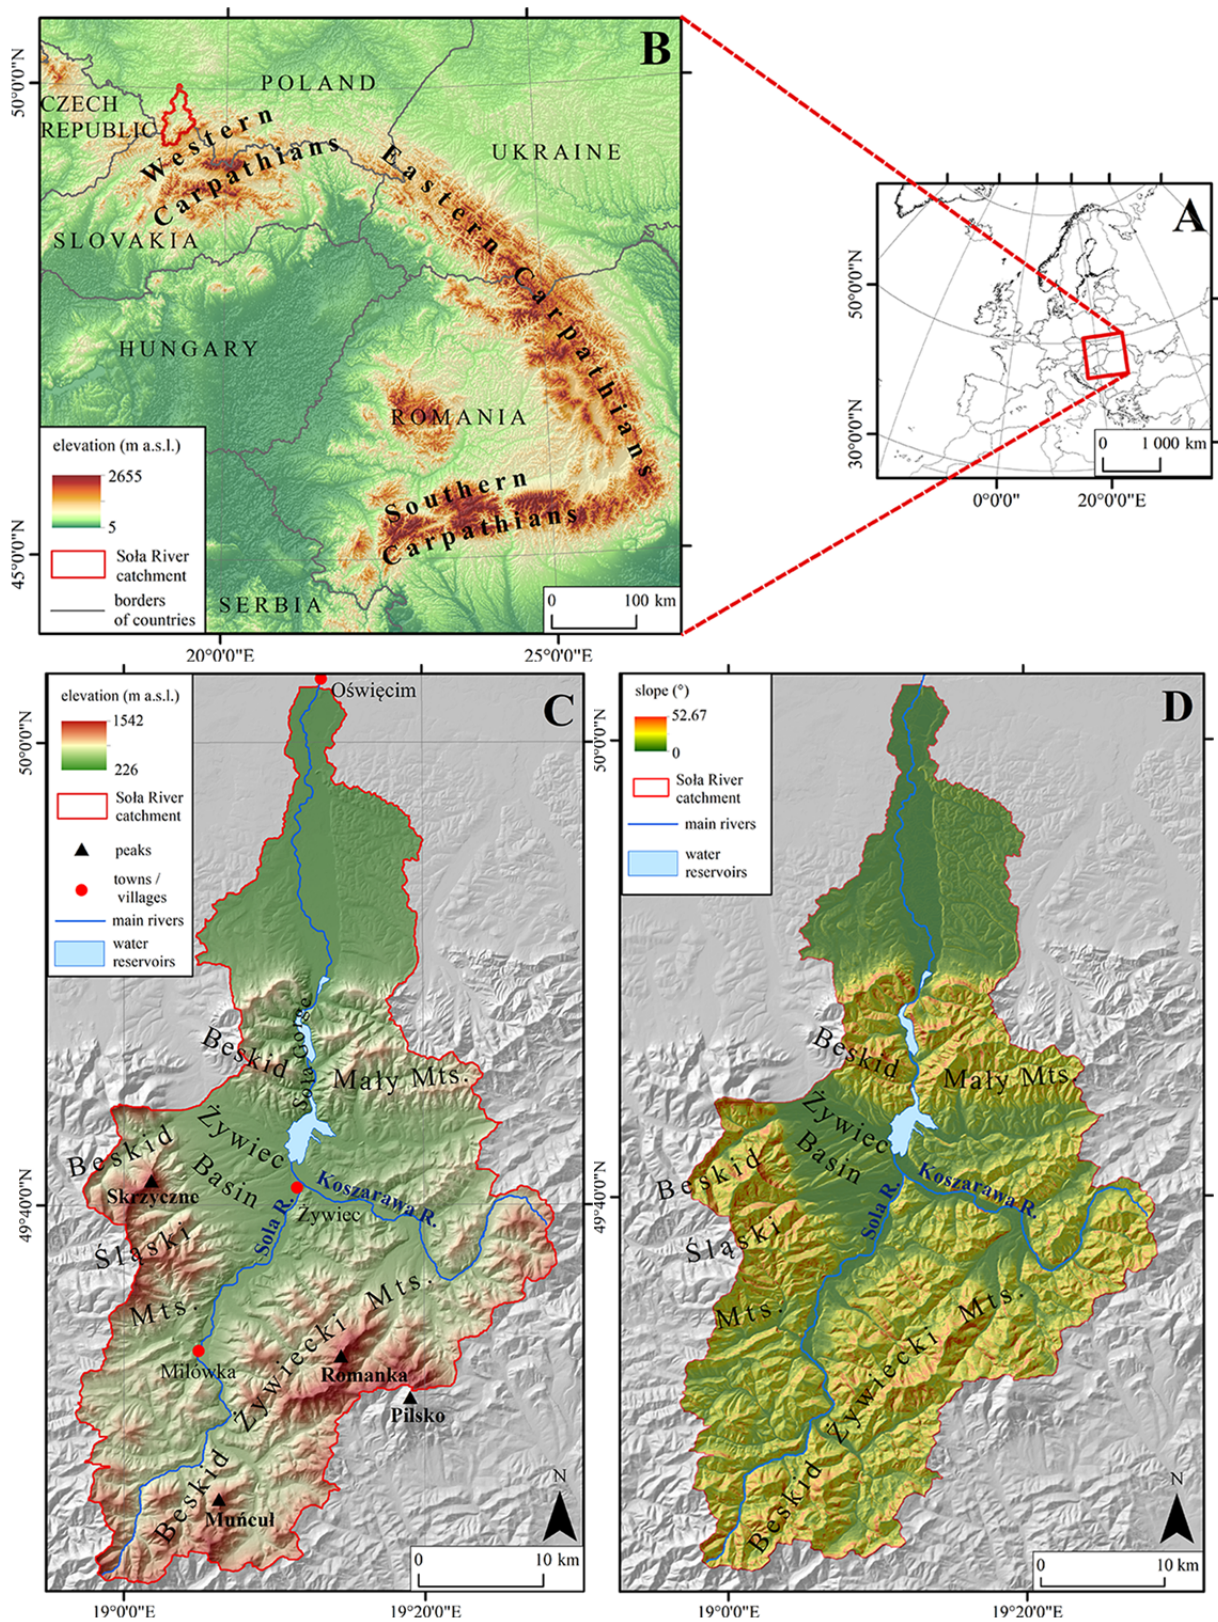 B
50°0'0"N
45°0'0"N
POLAND
CZECH
REPUBLIC
UKRAINE
Western
Carpathians
Eastern Carpathians
SLOVAKIA
HUNGARY
ROMANIA
Southern
Carpathians
SERBIA
elevation (m a.s.l.)
2655
5
Soła River
catchment
borders
of countries
0 100 km
20°0'0"E 25°0'0"E
A
50°0'0"N
30°0'0"N
0 1 000 km
0°0'0" 20°0'0"E
C
elevation (m a.s.l.)
1542
226
Soła River
catchment
peaks
towns /
villages
main rivers
water
reservoirs
50°0'0"N
49°40'0"N
Oświęcim
Soła Gorge
Beskid
Mały Mts.
Żywiec
Basin
Beskid
Skrzyczne
Śląski
Mts.
Koszarawa R.
Soła R.
Żywiec
Milówka
Beskid Żywiecki Mts.
Romanka
Pilsko
Muńcuł
N
0 10 km
19°0'0"E 19°20'0"E
D
slope (°)
52.67
0
Soła River
catchment
main rivers
water
reservoirs
50°0'0"N
49°40'0"N
Beskid
Mały Mts.
Żywiec
Basin
Beskid
Śląski
Mts.
Koszarawa R.
Soła R.
Beskid Żywiecki Mts.
N
0 10 km
19°0'0"E 19°20'0"E